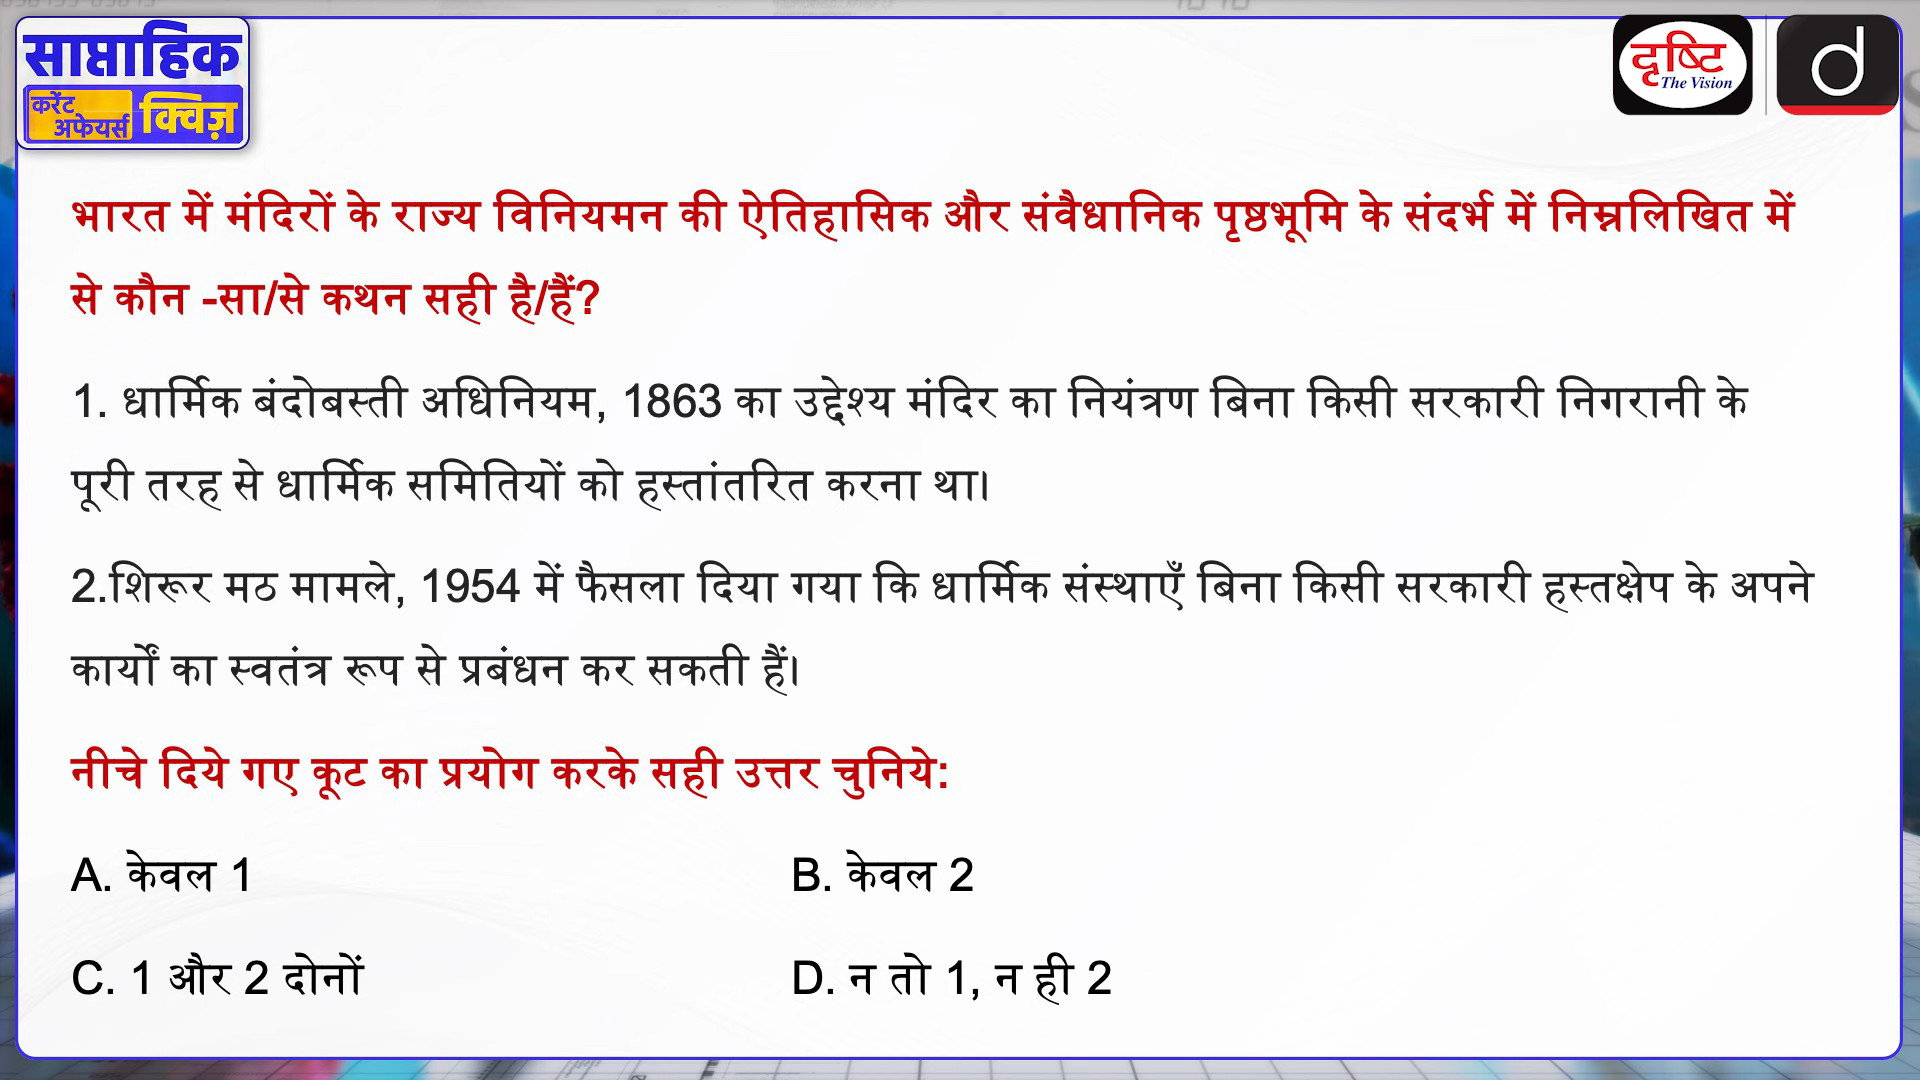 साप्ताहिक
करेंट
अफेयर्स
क्विज़
दृष्टि
The Vision
d
भारत में मंदिरों के राज्य विनियमन की ऐतिहासिक और संवैधानिक पृष्ठभूमि के संदर्भ में निम्नलिखित में
से कौन -सा/से कथन सही है/हैं?
1. धार्मिक बंदोबस्ती अधिनियम, 1863 का उद्देश्य मंदिर का नियंत्रण बिना किसी सरकारी निगरानी के
पूरी तरह से धार्मिक समितियों को हस्तांतरित करना था।
2.शिरूर मठ मामले, 1954 में फैसला दिया गया कि धार्मिक संस्थाएँ बिना किसी सरकारी हस्तक्षेप के अपने
कार्यों का स्वतंत्र रूप से प्रबंधन कर सकती हैं।
नीचे दिये गए कूट का प्रयोग करके सही उत्तर चुनिये:
A. केवल 1 B. केवल 2
C. 1 और 2 दोनों D. न तो 1, न ही 2